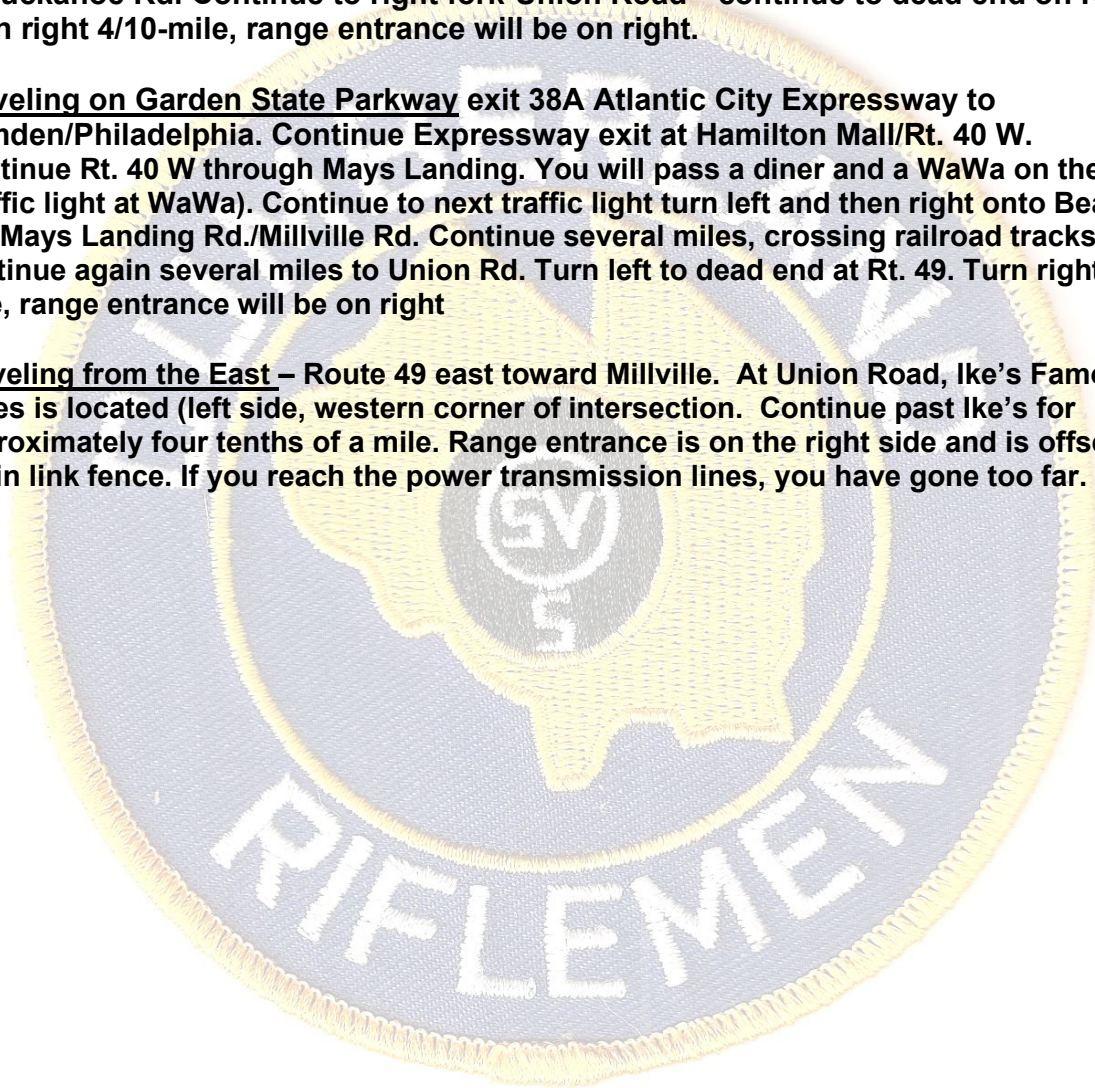 Rd. Continue to right fork Union Road – continue to dead end on
n right 4/10-mile, range entrance will be on right.
veling on Garden State Parkway exit 38A Atlantic City Expressway to
mden/Philadelphia. Continue Expressway exit at Hamilton Mall/Rt. 40 W.
tinue Rt. 40 W through Mays Landing. You will pass a diner and a WaWa on the
ffic light at WaWa). Continue to next traffic light turn left and then right onto Bea
Mays Landing Rd./Millville Rd. Continue several miles, crossing railroad tracks
tinue again several miles to Union Rd. Turn left to dead end at Rt. 49. Turn right
e, range entrance will be on right
veling from the East – Route 49 east toward Millville.  At Union Road, Ike's Fam
es is located (left side, western corner of intersection.  Continue past Ike's for
roximately four tenths of a mile. Range entrance is on the right side and is offs
in link fence. If you reach the power transmission lines, you have gone too far.
CUMBERLAND
SV
S
RIFLEMEN